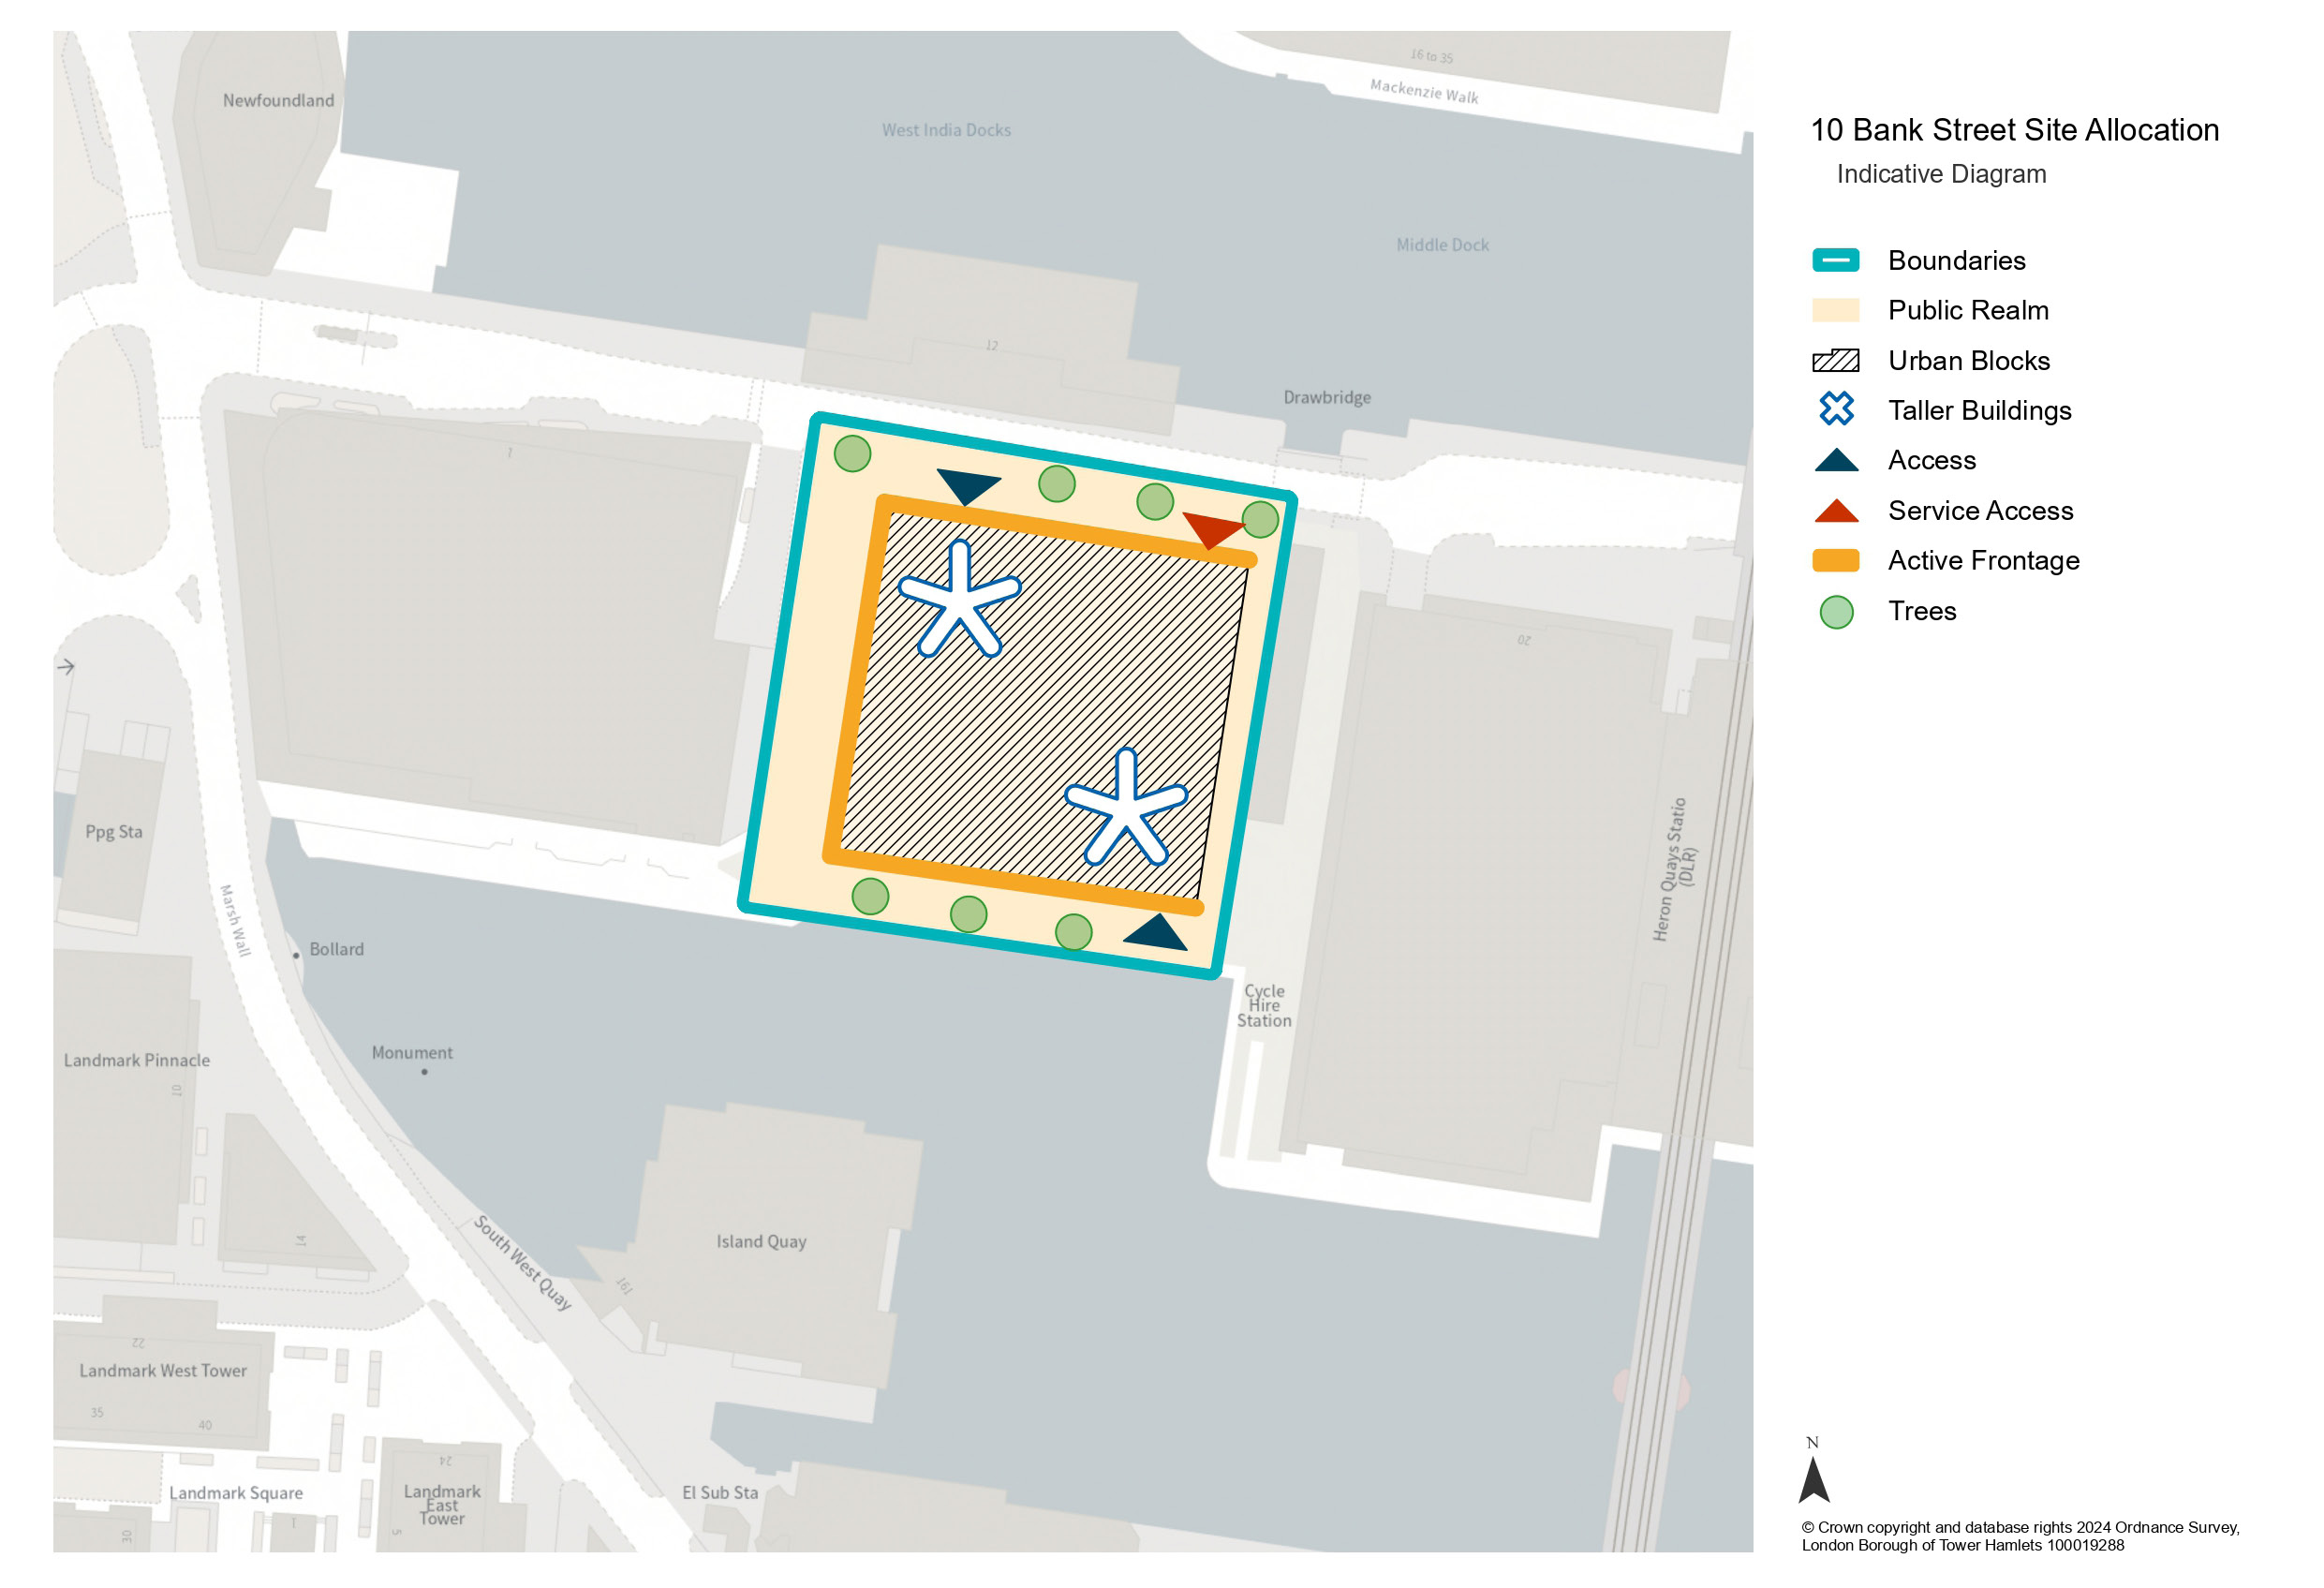 10 Bank Street Site Allocation
Indicative Diagram
Boundaries
Public Realm
Urban Blocks
Taller Buildings
Access
Service Access
Active Frontage
Trees
Newfoundland
West India Docks
16 to 35
Mackenzie Walk
Middle Dock
12
Drawbridge
1
20
Ppg Sta
Marsh Wall
Bollard
Monument
Landmark Pinnacle
10
14
South West Quay
Island Quay
161
Cycle
Hire
Station
Heron Quays Statio
(DLR)
22
Landmark West Tower
35
40
24
Landmark Square
Landmark
East
Tower
El Sub Sta
1
5
30
N
© Crown copyright and database rights 2024 Ordnance Survey,
London Borough of Tower Hamlets 100019288